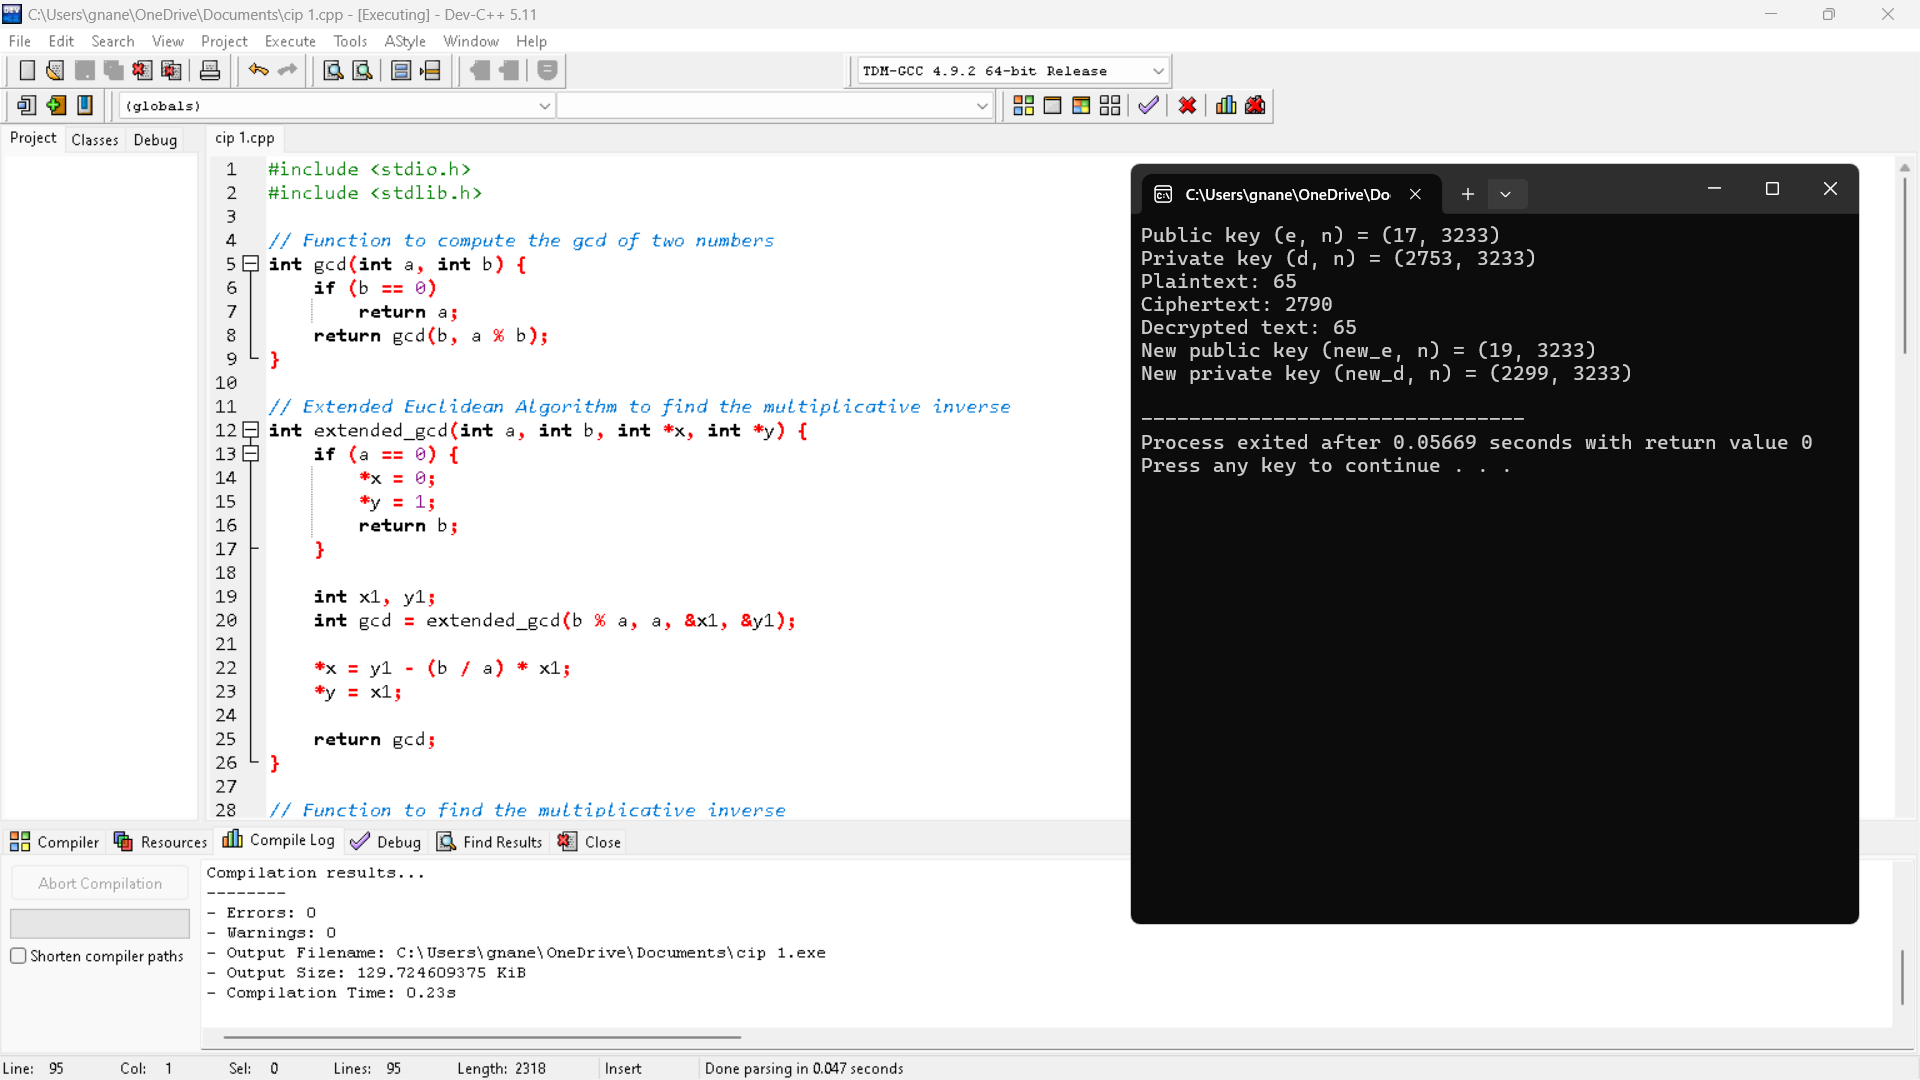 C:\Users\gnane\OneDrive\Documents\cip 1.cpp - [Executing] - Dev-C++ 5.11
File Edit Search View Project Execute Tools AStyle Window Help
TDM-GCC 4.9.2 64-bit Release
(globals)
Project Classes Debug
cip 1.cpp
1 #include <stdio.h>
2 #include <stdlib.h>
3
4 // Function to compute the gcd of two numbers
5 int gcd(int a, int b) {
6 if (b == 0)
7 return a;
8 return gcd(b, a % b);
9 }
10
11 // Extended Euclidean Algorithm to find the multiplicative inverse
12 int extended_gcd(int a, int b, int *x, int *y) {
13 if (a == 0) {
14 *x = 0;
15 *y = 1;
16 return b;
17 }
18
19 int x1, y1;
20 int gcd = extended_gcd(b % a, a, &x1, &y1);
21
22 *x = y1 - (b / a) * x1;
23 *y = x1;
24
25 return gcd;
26 }
27
28 // Function to find the multiplicative inverse
C:\Users\gnane\OneDrive\Do
Public key (e, n) = (17, 3233)
Private key (d, n) = (2753, 3233)
Plaintext: 65
Ciphertext: 2790
Decrypted text: 65
New public key (new_e, n) = (19, 3233)
New private key (new_d, n) = (2299, 3233)
--------------------------------
Process exited after 0.05669 seconds with return value 0
Press any key to continue . . .
Compiler Resources Compile Log Debug Find Results Close
Abort Compilation
Shorten compiler paths
Compilation results...
--------
- Errors: 0
- Warnings: 0
- Output Filename: C:\Users\gnane\OneDrive\Documents\cip 1.exe
- Output Size: 129.724609375 KiB
- Compilation Time: 0.23s
Line: 95 Col: 1 Sel: 0 Lines: 95 Length: 2318 Insert Done parsing in 0.047 seconds